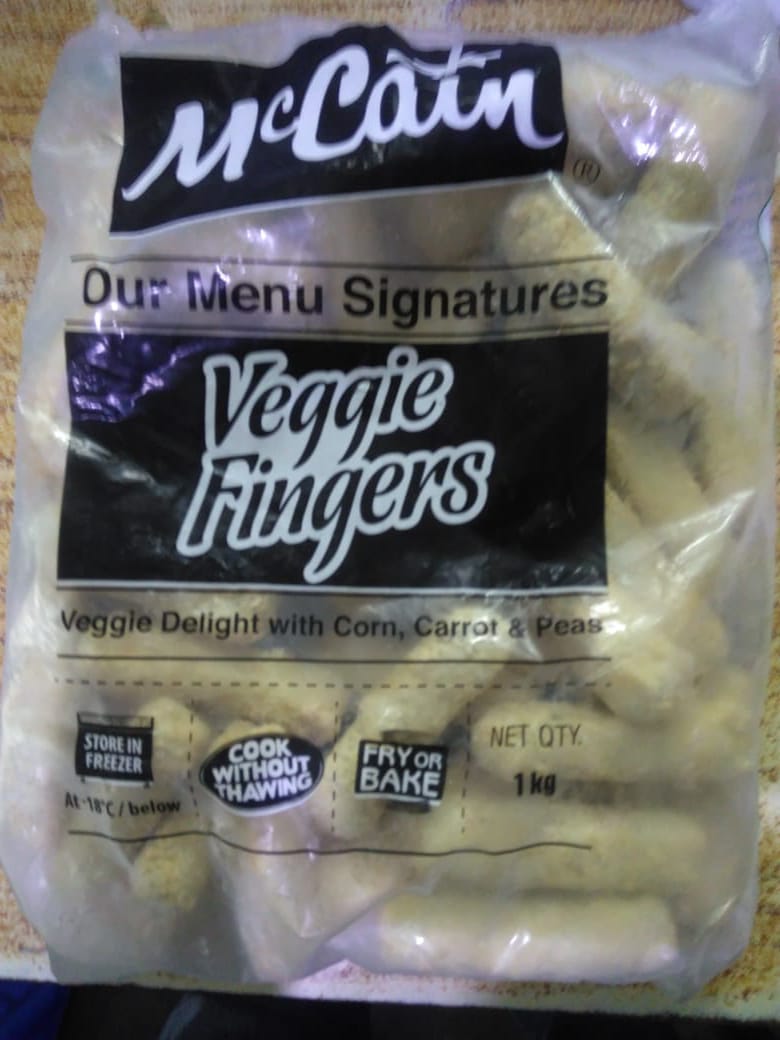 McCain
®
Our Menu Signatures
Veggie
Fingers
Veggie Delight with Corn, Carrot & Peas
STORE IN
FREEZER
At -18°C / below
COOK
WITHOUT
THAWING
FRY OR
BAKE
NET QTY.
1 kg